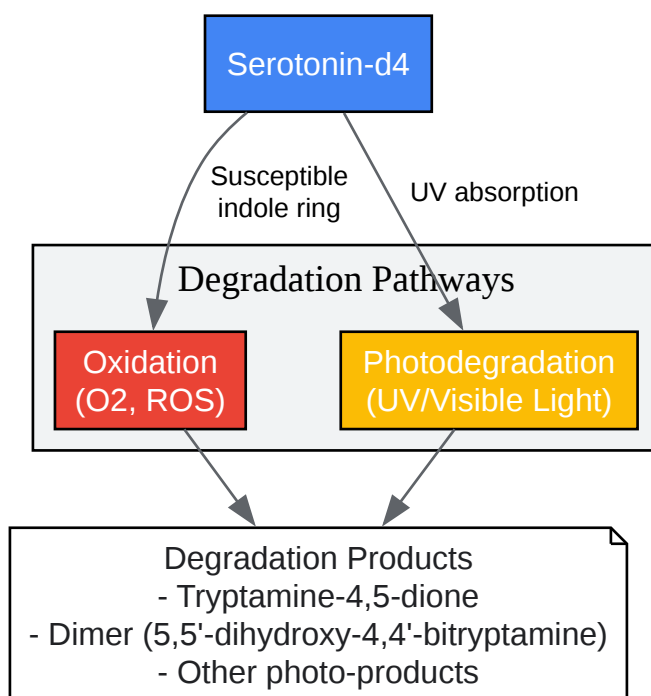 Serotonin-d4
Susceptible
indole ring
UV absorption
Degradation Pathways
Oxidation
(O2, ROS)
Photodegradation
(UV/Visible Light)
Degradation Products
- Tryptamine-4,5-dione
- Dimer (5,5'-dihydroxy-4,4'-bitryptamine)
- Other photo-products